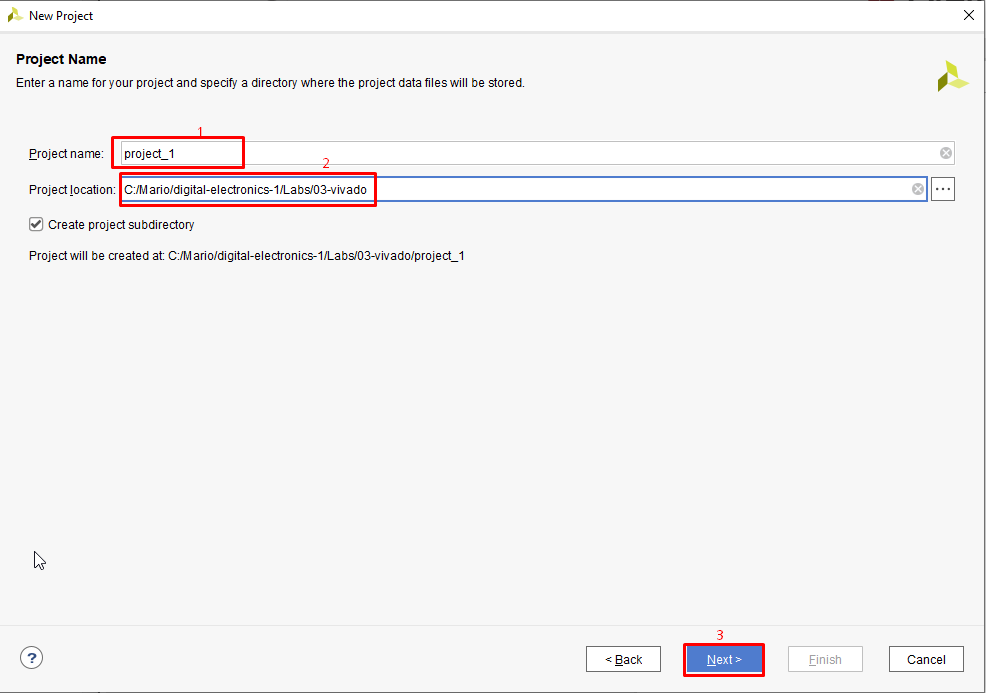 New Project
Project Name
Enter a name for your project and specify a directory where the project data files will be stored.
1
Project name: project_1
2
Project location: C:/Mario/digital-electronics-1/Labs/03-vivado ...
Create project subdirectory
Project will be created at: C:/Mario/digital-electronics-1/Labs/03-vivado/project_1
3
? < Back Next > Finish Cancel